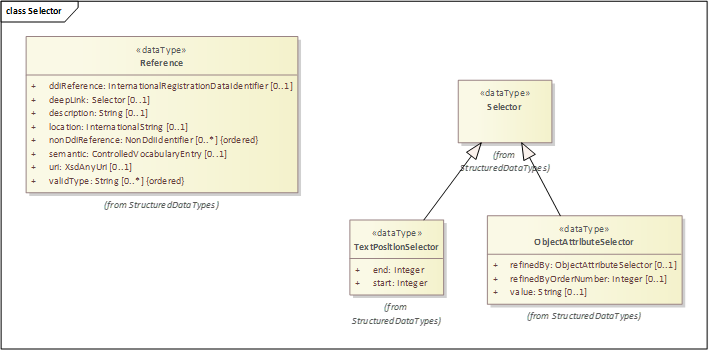 class Selector
«dataType»
Reference
+ ddiReference: InternationalRegistrationDataIdentifier [0..1]
+ deepLink: Selector [0..1]
+ description: String [0..1]
+ location: InternationalString [0..1]
+ nonDdiReference: NonDdiIdentifier [0..*] {ordered}
+ semantic: ControlledVocabularyEntry [0..1]
+ uri: XsdAnyUri [0..1]
+ validType: String [0..*] {ordered}
(from StructuredDataTypes)
«dataType»
Selector
(from
StructuredDataTypes)
«dataType»
TextPositionSelector
+ end: Integer
+ start: Integer
(from
StructuredDataTypes)
«dataType»
ObjectAttributeSelector
+ refinedBy: ObjectAttributeSelector [0..1]
+ refinedByOrderNumber: Integer [0..1]
+ value: String [0..1]
(from StructuredDataTypes)